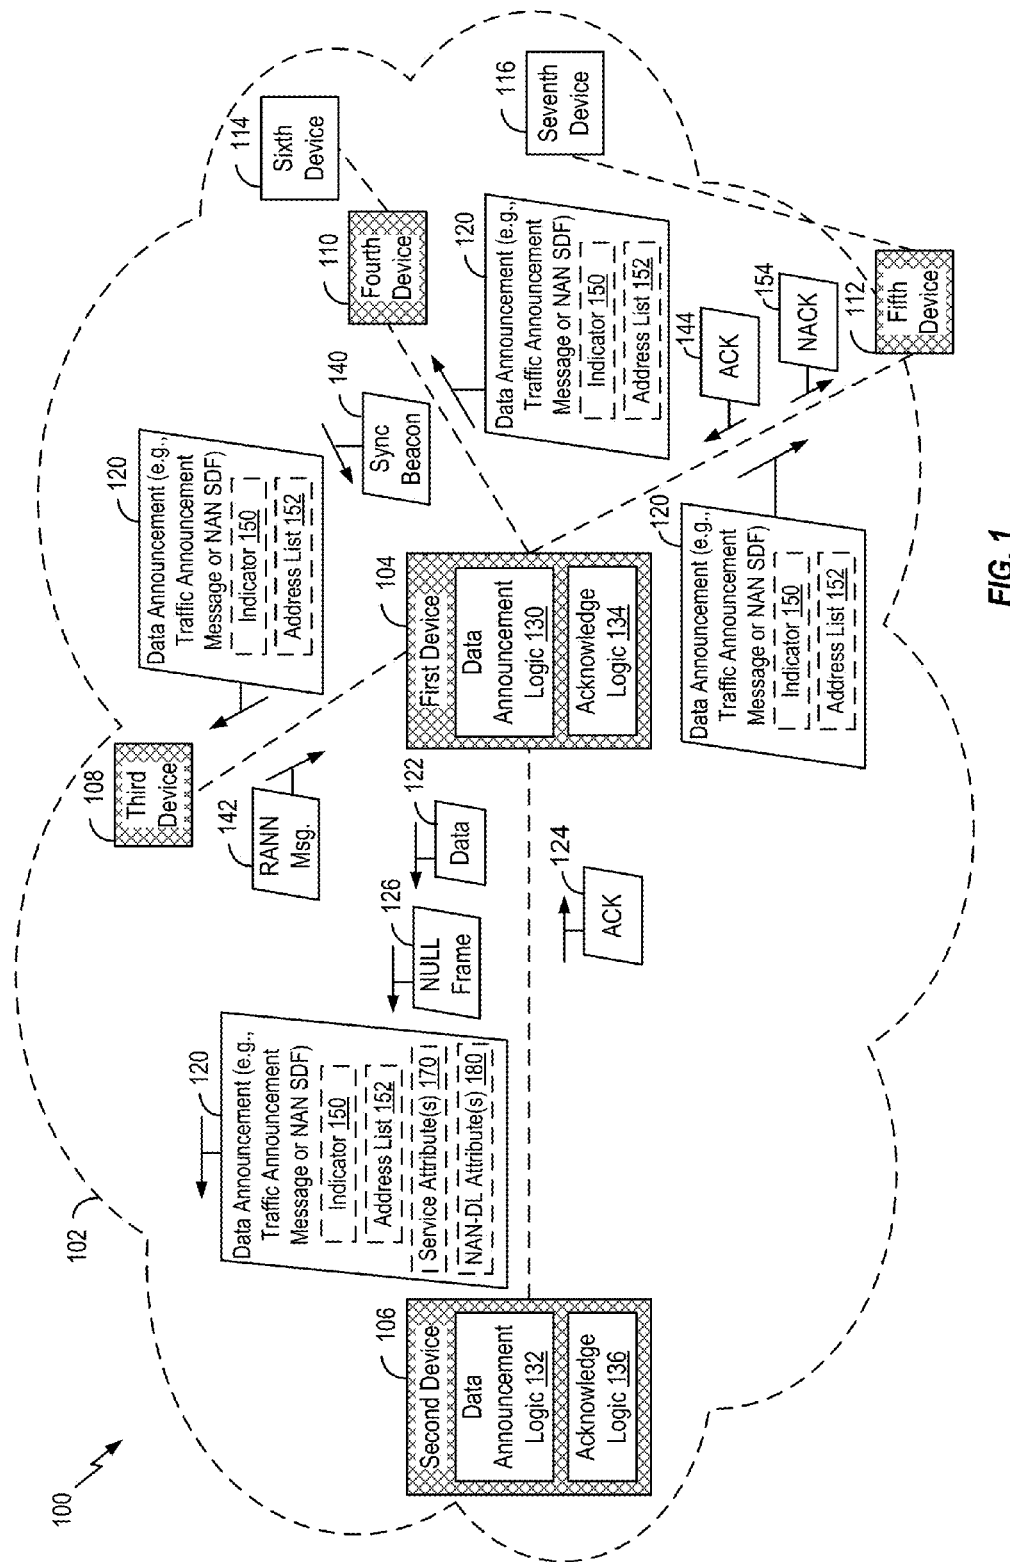 100
102
Second Device
106
Data
Announcement
Logic 132
Acknowledge
Logic 136
Data Announcement (e.g.,
Traffic Announcement
Message or NAN SDF)
120
Indicator 150
Address List 152
Service Attribute(s) 170
NAN-DL Attribute(s) 180
NULL
Frame
126
Data
122
ACK
124
Third
Device
108
RANN
Msg.
142
Data Announcement (e.g.,
Traffic Announcement
Message or NAN SDF)
120
Indicator 150
Address List 152
First Device
104
Data
Announcement
Logic 130
Acknowledge
Logic 134
Sync
Beacon
140
Fourth
Device
110
Sixth
Device
114
Data Announcement (e.g.,
Traffic Announcement
Message or NAN SDF)
120
Indicator 150
Address List 152
Seventh
Device
116
ACK
144
NACK
154
Data Announcement (e.g.,
Traffic Announcement
Message or NAN SDF)
120
Indicator 150
Address List 152
Fifth
Device
112
FIG. 1